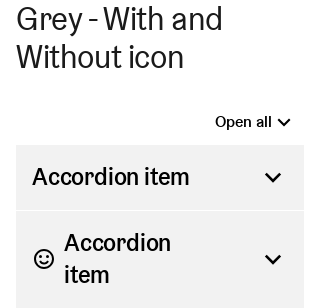 Grey - With and
Without icon
Open all
Accordion item
Accordion
item